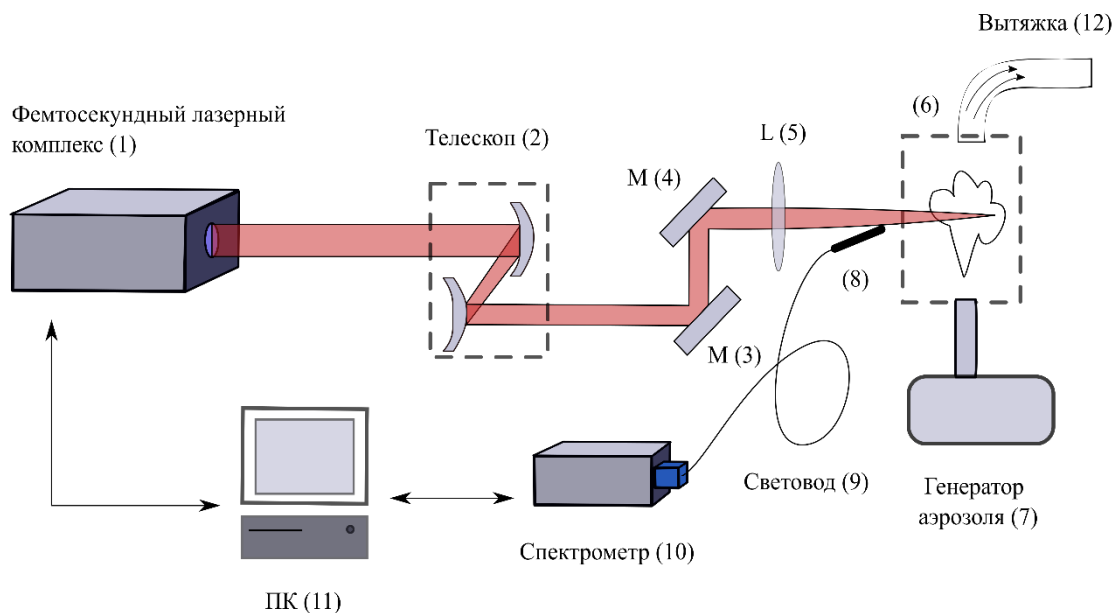 Вытяжка (12)
Фемтосекундный лазерный
комплекс (1)
Телескоп (2)
L (5)
(6)
M (4)
(8)
M (3)
Световод (9)
Генератор
аэрозоля (7)
Спектрометр (10)
ПК (11)